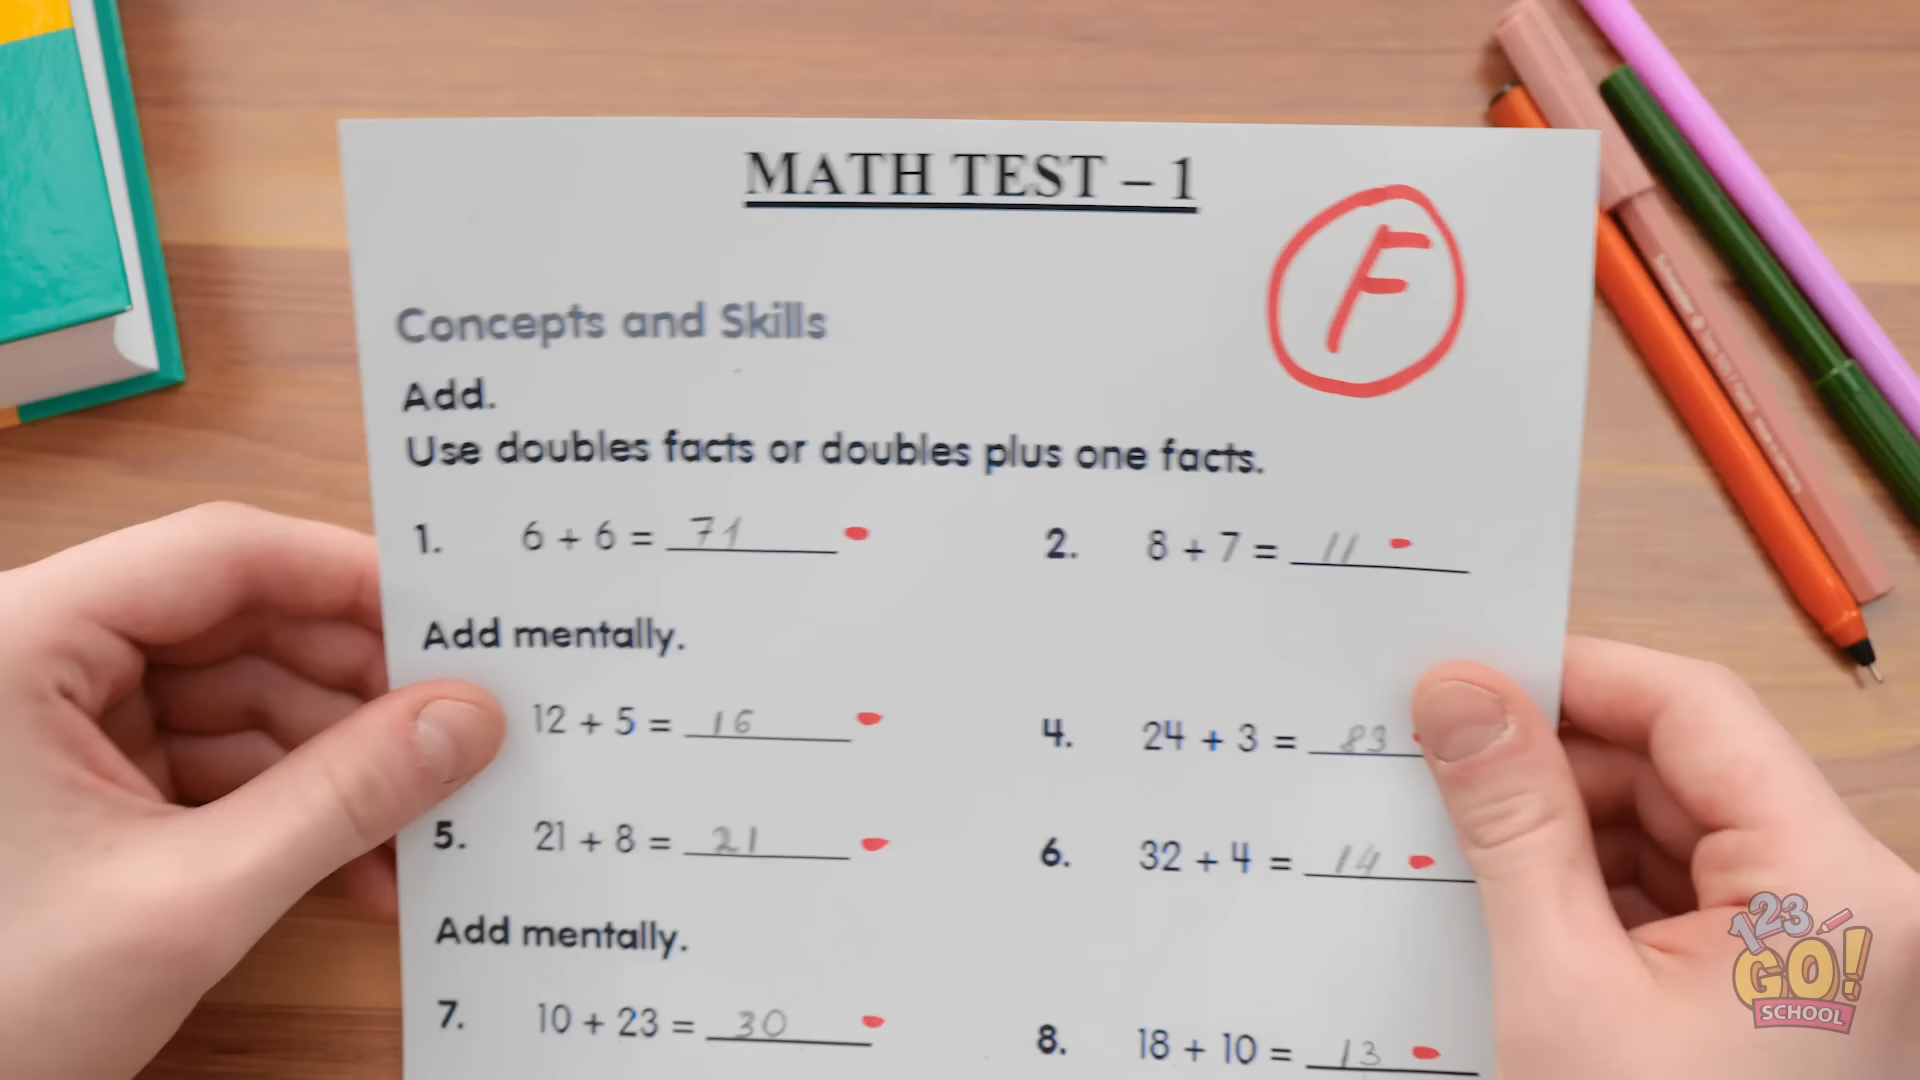 MATH TEST – 1
F
Concepts and Skills
Add.
Use doubles facts or doubles plus one facts.
1. 6 + 6 = 71
2. 8 + 7 = 11
Add mentally.
12 + 5 = 16
4. 24 + 3 = 83
5. 21 + 8 = 21
6. 32 + 4 = 14
Add mentally.
7. 10 + 23 = 30
8. 18 + 10 = 13
123 GO! SCHOOL